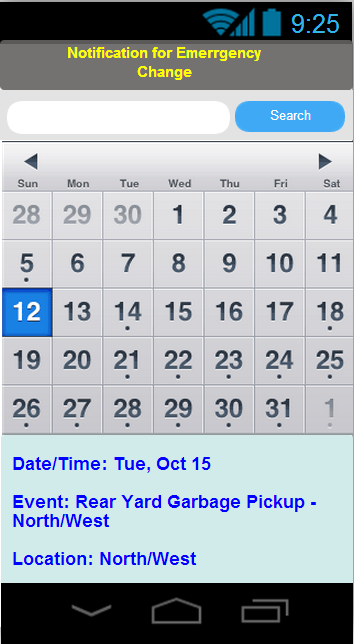 9:25
Notification for Emerrgency
Change
Search
Sun Mon Tue Wed Thu Fri Sat
28 29 30 1 2 3 4
5 6 7 8 9 10 11
12 13 14 15 16 17 18
19 20 21 22 23 24 25
26 27 28 29 30 31 1
Date/Time: Tue, Oct 15
Event: Rear Yard Garbage Pickup -
North/West
Location: North/West